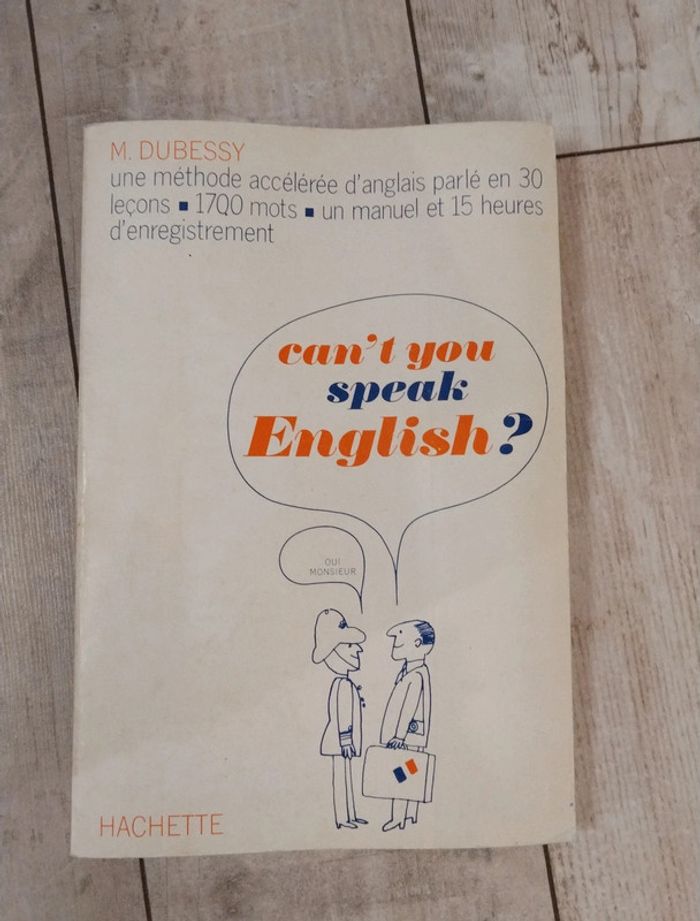 M. DUBESSY
une méthode accélérée d'anglais parlé en 30
leçons ▪ 1700 mots ▪ un manuel et 15 heures
d'enregistrement
can't you
speak
English?
OUI
MONSIEUR
HACHETTE